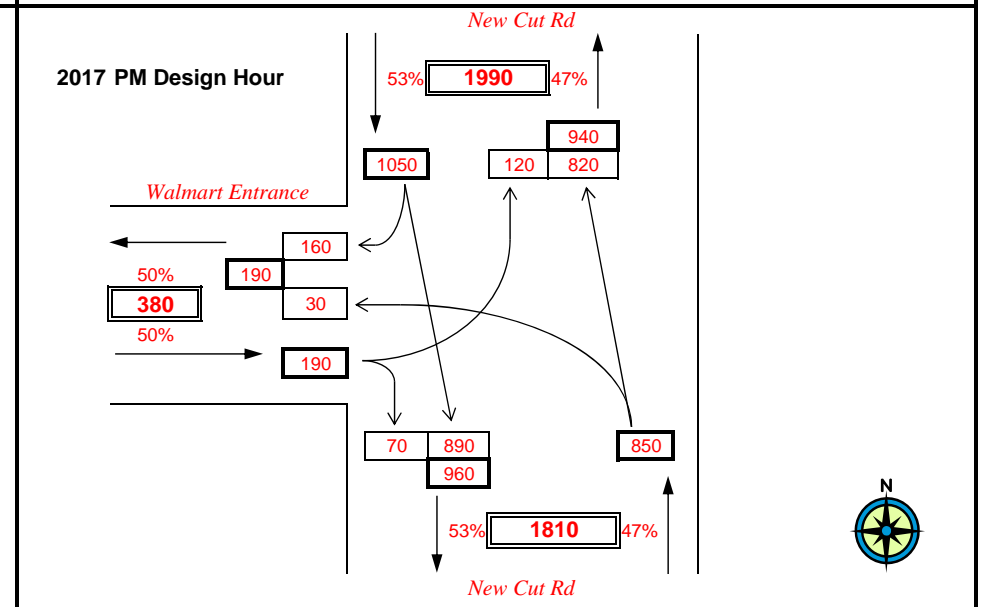 New Cut Rd
2017 PM Design Hour
53% 1990 47%
940
1050 120 820
Walmart Entrance
160
50% 190
380 30
50%
190
70 890 850
960
N
53% 1810 47%
New Cut Rd